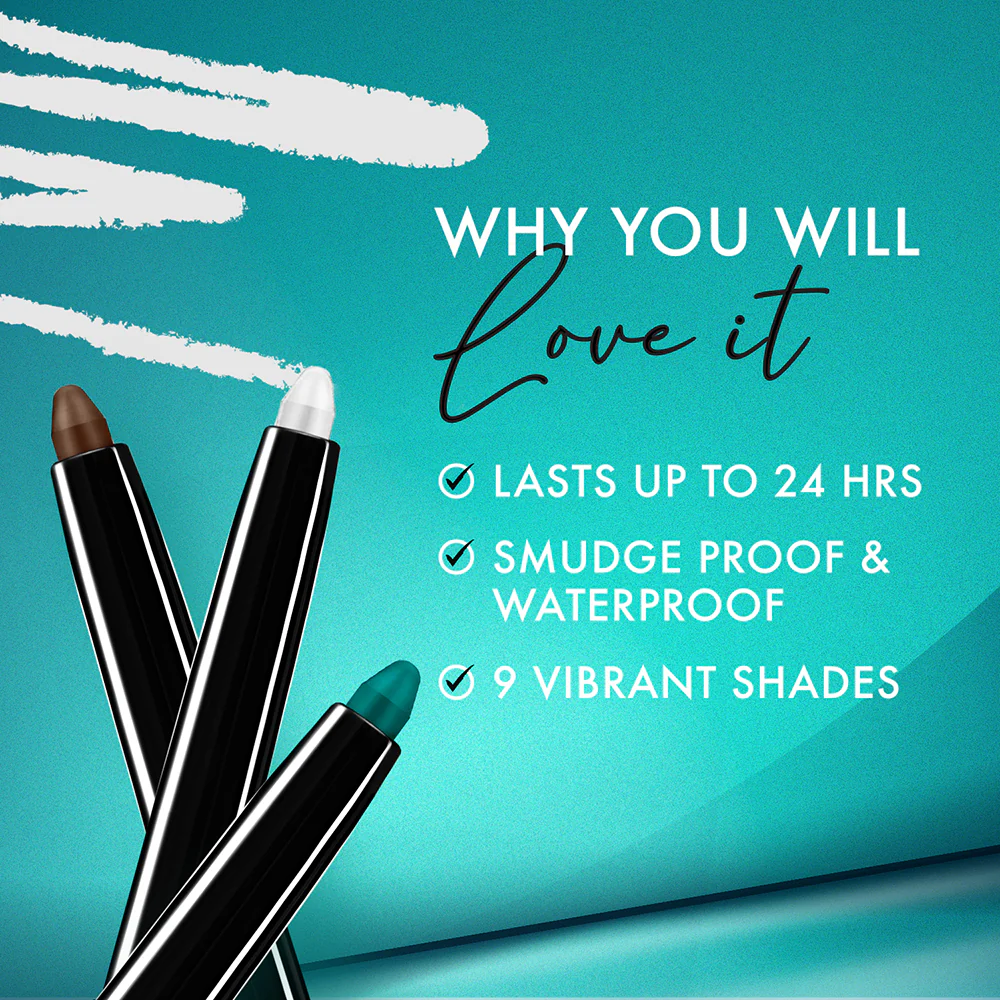 WHY YOU WILL
Love it
LASTS UP TO 24 HRS
SMUDGE PROOF &
WATERPROOF
9 VIBRANT SHADES